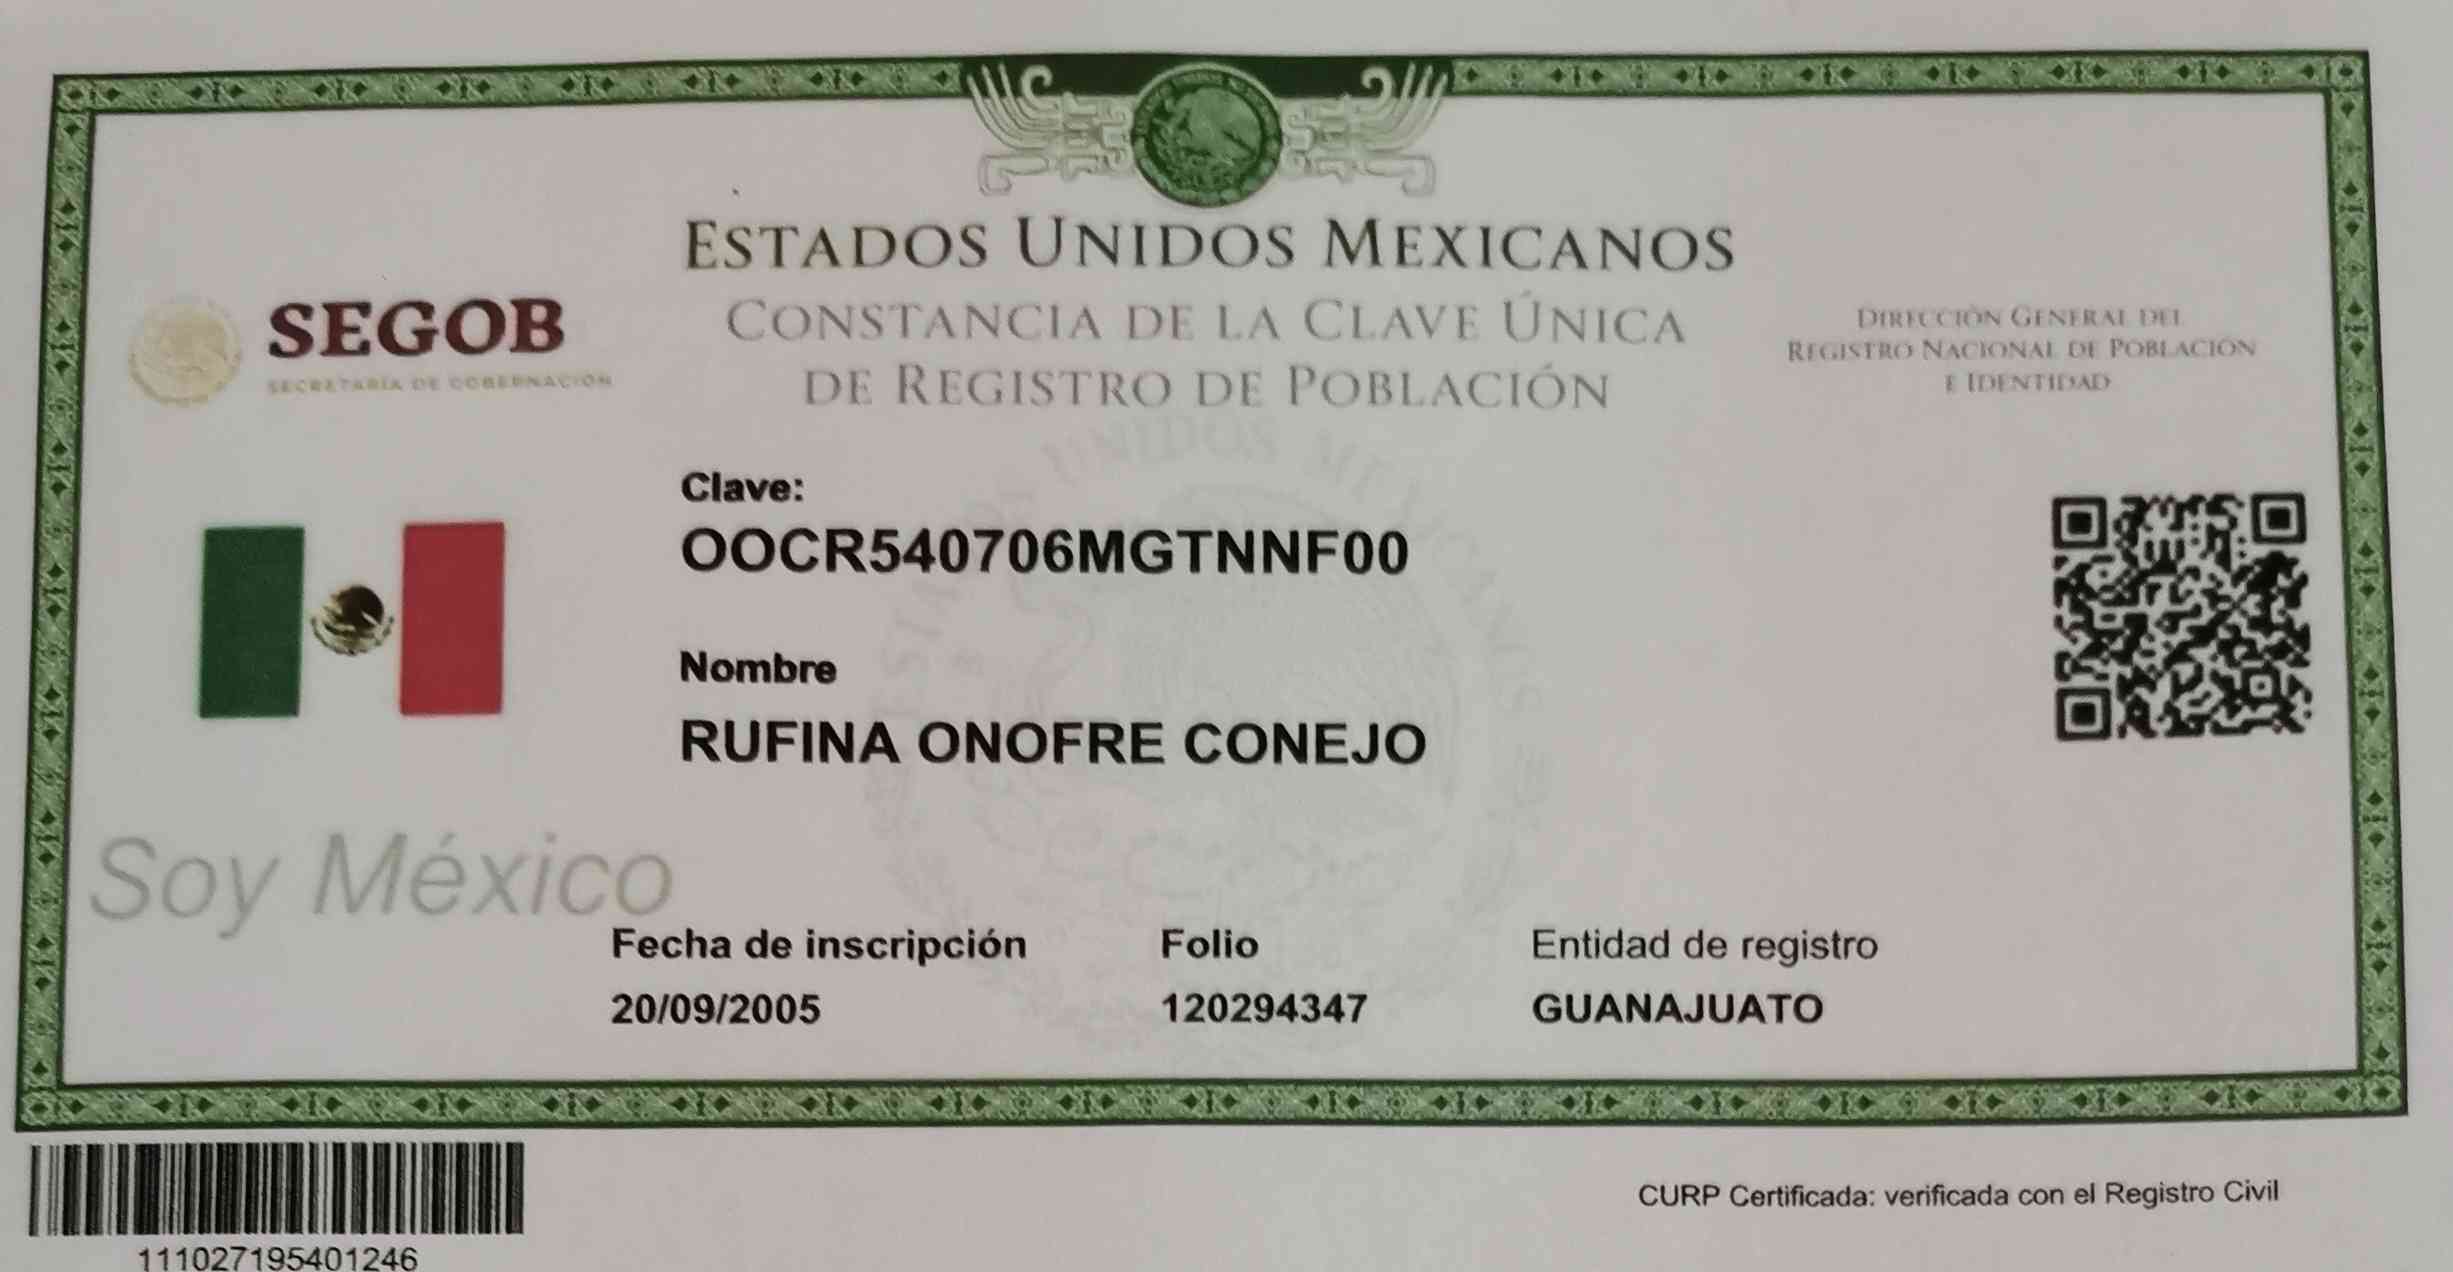 ESTADOS UNIDOS MEXICANOS
CONSTANCIA DE LA CLAVE ÚNICA
DE REGISTRO DE POBLACIÓN
SEGOB
SECRETARÍA DE GOBERNACIÓN
DIRECCIÓN GENERAL DEL
REGISTRO NACIONAL DE POBLACIÓN
E IDENTIDAD
Clave:
OOCR540706MGTNNF00
Nombre
RUFINA ONOFRE CONEJO
Soy México
Fecha de inscripción Folio Entidad de registro
20/09/2005 120294347 GUANAJUATO
CURP Certificada: verificada con el Registro Civil
111027195401246